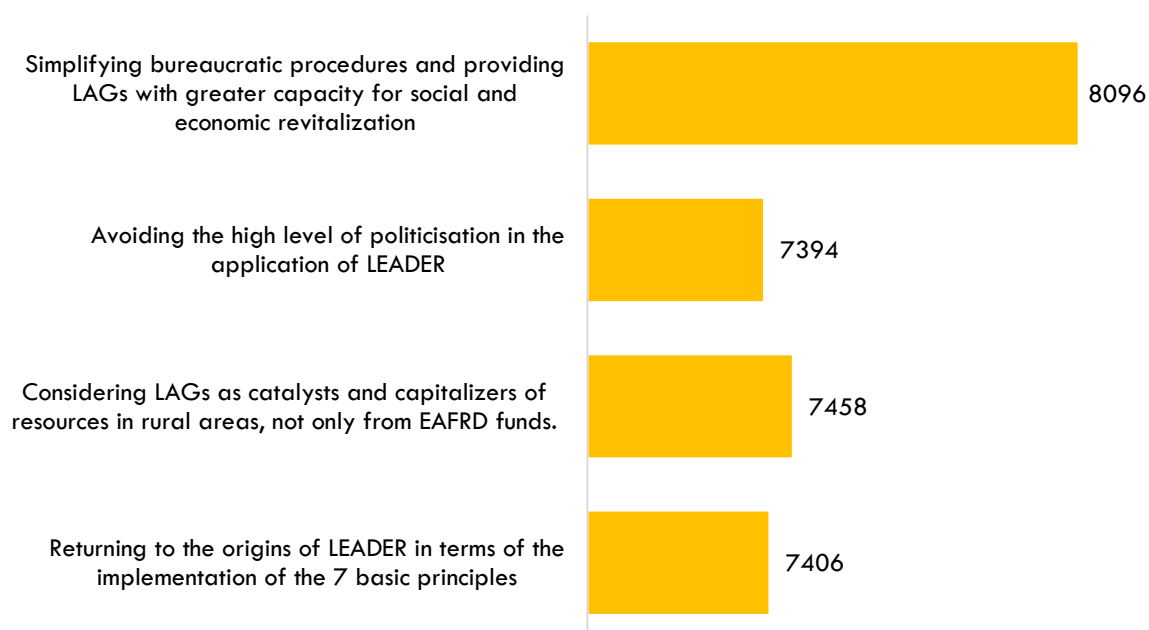 Simplifying bureaucratic procedures and providing
LAGs with greater capacity for social and
economic revitalization
8096
Avoiding the high level of politicisation in the
application of LEADER
7394
Considering LAGs as catalysts and capitalizers of
resources in rural areas, not only from EAFRD funds.
7458
Returning to the origins of LEADER in terms of the
implementation of the 7 basic principles
7406